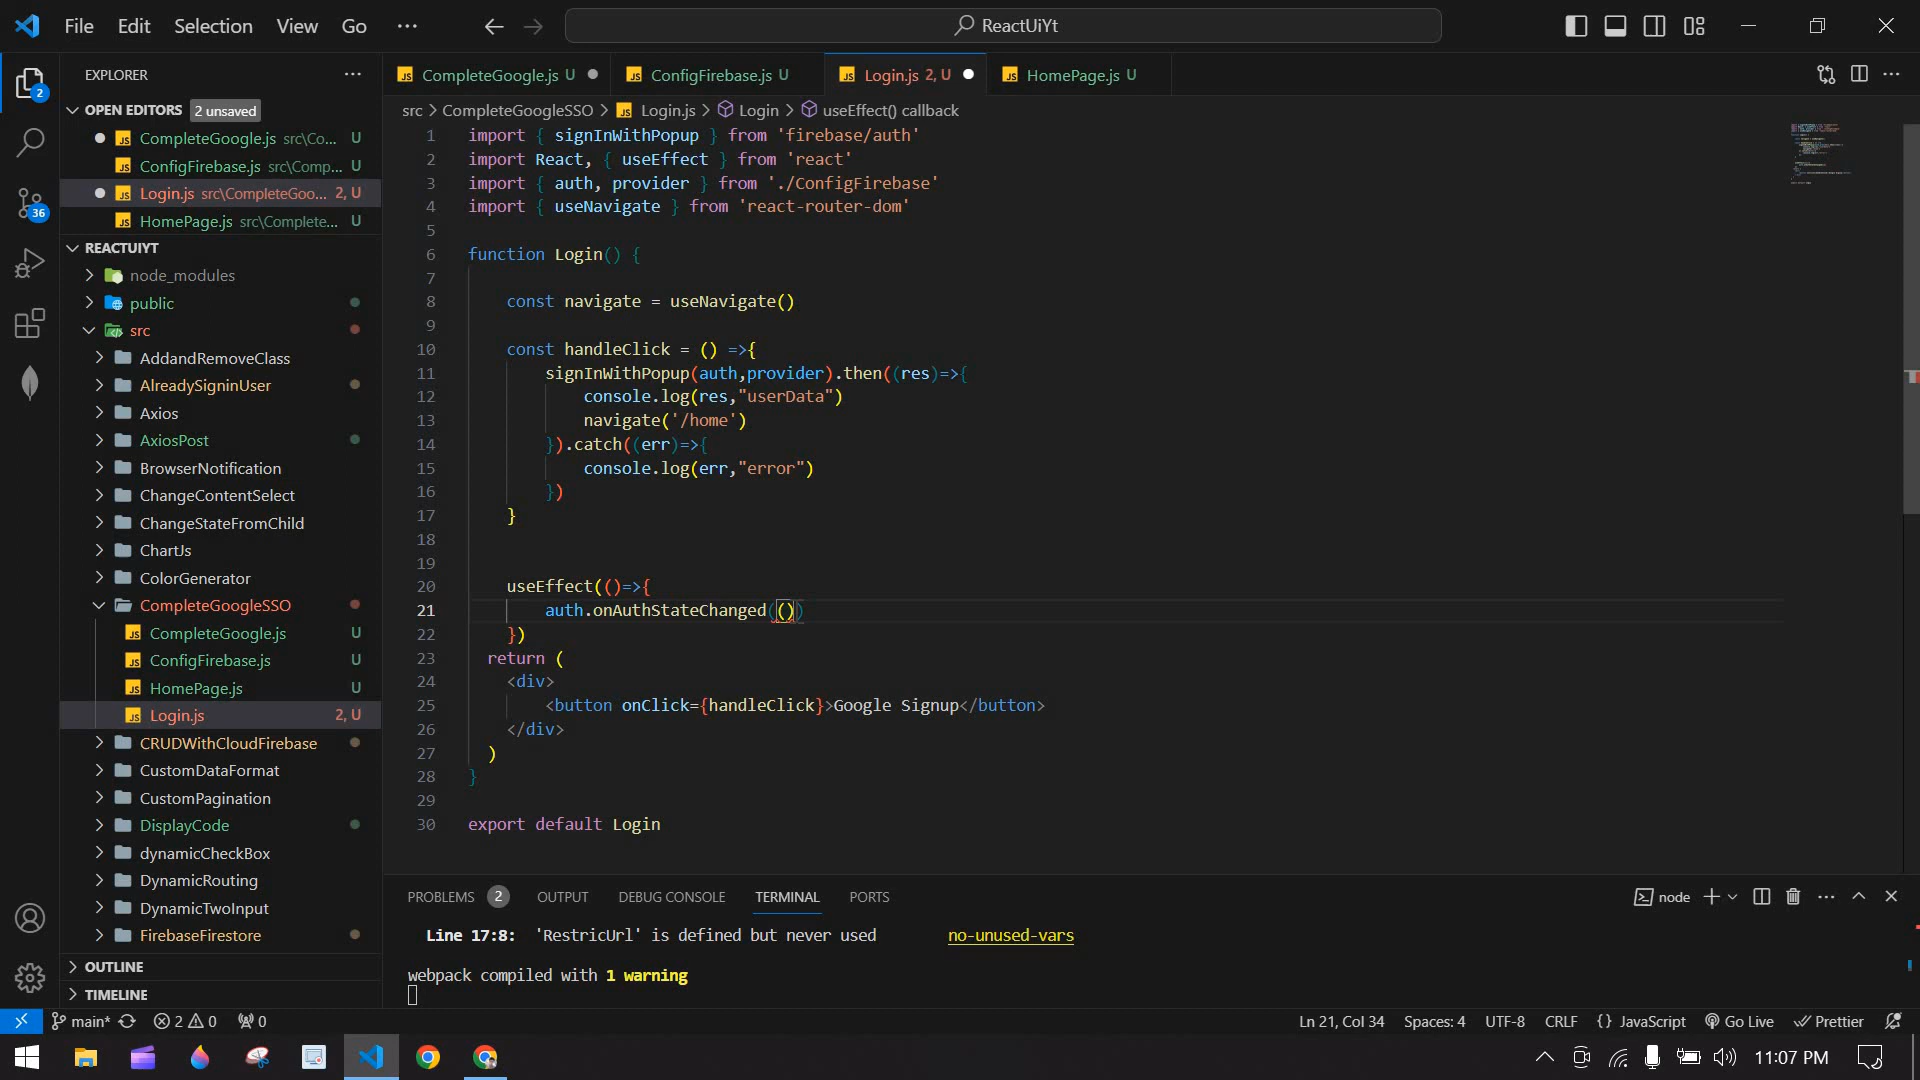 File Edit Selection View Go ··· ReactUiYt
EXPLORER ···
OPEN EDITORS 2 unsaved
CompleteGoogle.js src\Co... U
ConfigFirebase.js src\Comp... U
Login.js src\CompleteGoo... 2, U
HomePage.js src\Complete... U
REACTUIYT
node_modules
public
src
AddandRemoveClass
AlreadySigninUser
Axios
AxiosPost
BrowserNotification
ChangeContentSelect
ChangeStateFromChild
ChartJs
ColorGenerator
CompleteGoogleSSO
CompleteGoogle.js U
ConfigFirebase.js U
HomePage.js U
Login.js 2, U
CRUDWithCloudFirebase
CustomDataFormat
CustomPagination
DisplayCode
dynamicCheckBox
DynamicRouting
DynamicTwoInput
FirebaseFirestore
OUTLINE
TIMELINE
2
36
CompleteGoogle.js U ConfigFirebase.js U Login.js 2, U HomePage.js U ···
src > CompleteGoogleSSO > Login.js > Login > useEffect() callback
1 import { signInWithPopup } from 'firebase/auth'
2 import React, { useEffect } from 'react'
3 import { auth, provider } from './ConfigFirebase'
4 import { useNavigate } from 'react-router-dom'
5
6 function Login() {
7
8 const navigate = useNavigate()
9
10 const handleClick = () =>{
11 signInWithPopup(auth,provider).then((res)=>{
12 console.log(res,"userData")
13 navigate('/home')
14 }).catch((err)=>{
15 console.log(err,"error")
16 })
17 }
18
19
20 useEffect(()=>{
21 auth.onAuthStateChanged(())
22 })
23 return (
24 <div>
25 <button onClick={handleClick}>Google Signup</button>
26 </div>
27 )
28 }
29
30 export default Login
PROBLEMS 2 OUTPUT DEBUG CONSOLE TERMINAL PORTS node ···
Line 17:8: 'RestricUrl' is defined but never used no-unused-vars
webpack compiled with 1 warning
main* 2 0 0 Ln 21, Col 34 Spaces: 4 UTF-8 CRLF {} JavaScript Go Live Prettier
11:07 PM